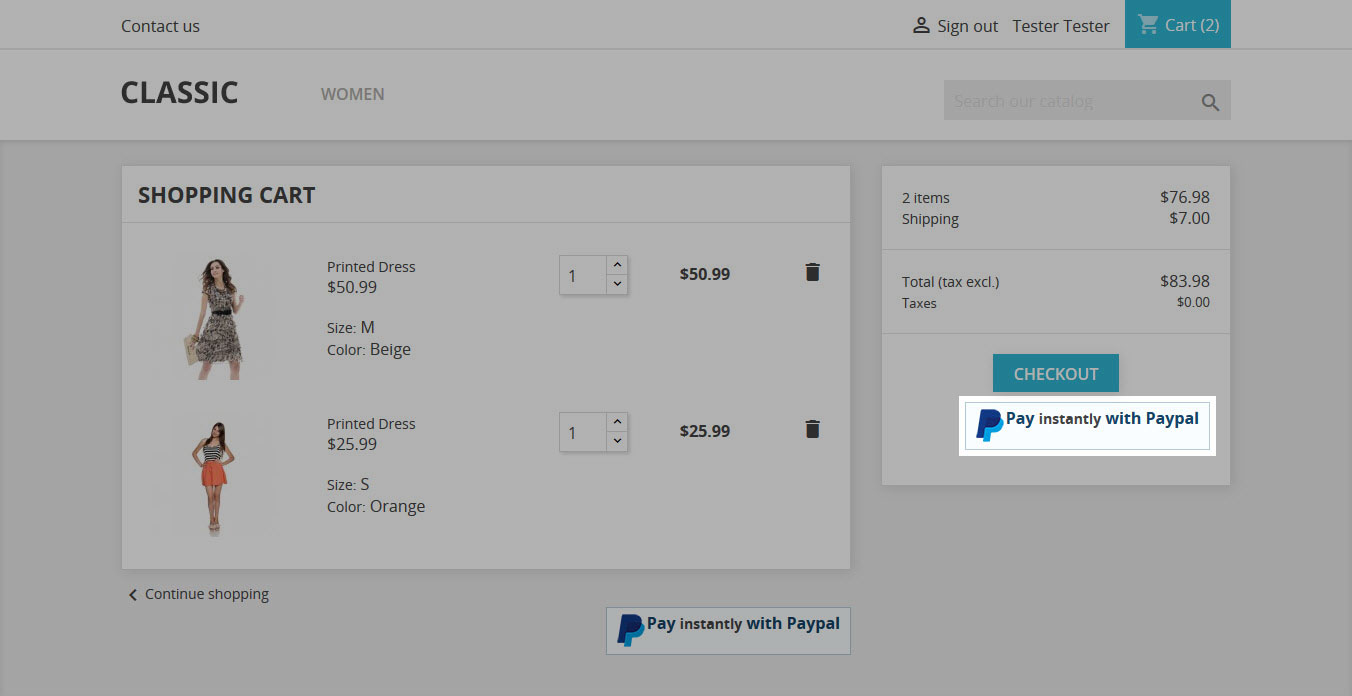 Contact us
Sign out Tester Tester Cart (2)
CLASSIC
WOMEN
Search our catalog
SHOPPING CART
Printed Dress
$50.99
Size: M
Color: Beige
1
$50.99
Printed Dress
$25.99
Size: S
Color: Orange
1
$25.99
Continue shopping
Pay instantly with Paypal
2 items $76.98
Shipping $7.00
Total (tax excl.) $83.98
Taxes $0.00
CHECKOUT
Pay instantly with Paypal